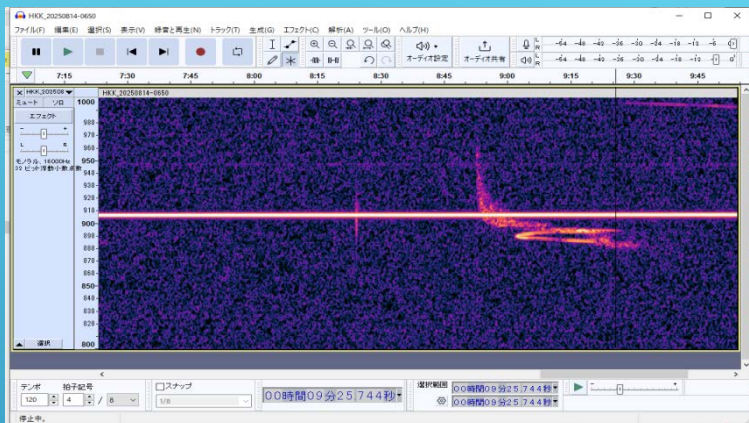 HKK_20250814-0650
ファイル(F) 編集(E) 選択(S) 表示(V) 録音と再生(N) トラック(T) 生成(G) エフェクト(C) 解析(A) ツール(O) ヘルプ(H)
オーディオ設定 オーディオ共有
L -54 -48 -42 -36 -30 -24 -18 -12 -6
R
L -54 -48 -42 -36 -30 -24 -18 -12 0
R
7:15 7:30 7:45 8:00 8:15 8:30 8:45 9:00 9:15 9:30 9:45
× HKK_202508 HKK_20250814-0650
ミュート ソロ
エフェクト
- +
L R
モノラル, 16000Hz
32 ビット浮動小数点数
1000
980
970
960
950
940
930
920
910
900
890
880
870
860
850
840
830
820
800
選択
テンポ 拍子記号 スナップ 選択範囲
120 4 / 8 1/8
00時間09分25.744秒
00時間09分25.744秒
00時間09分25.744秒
停止中。